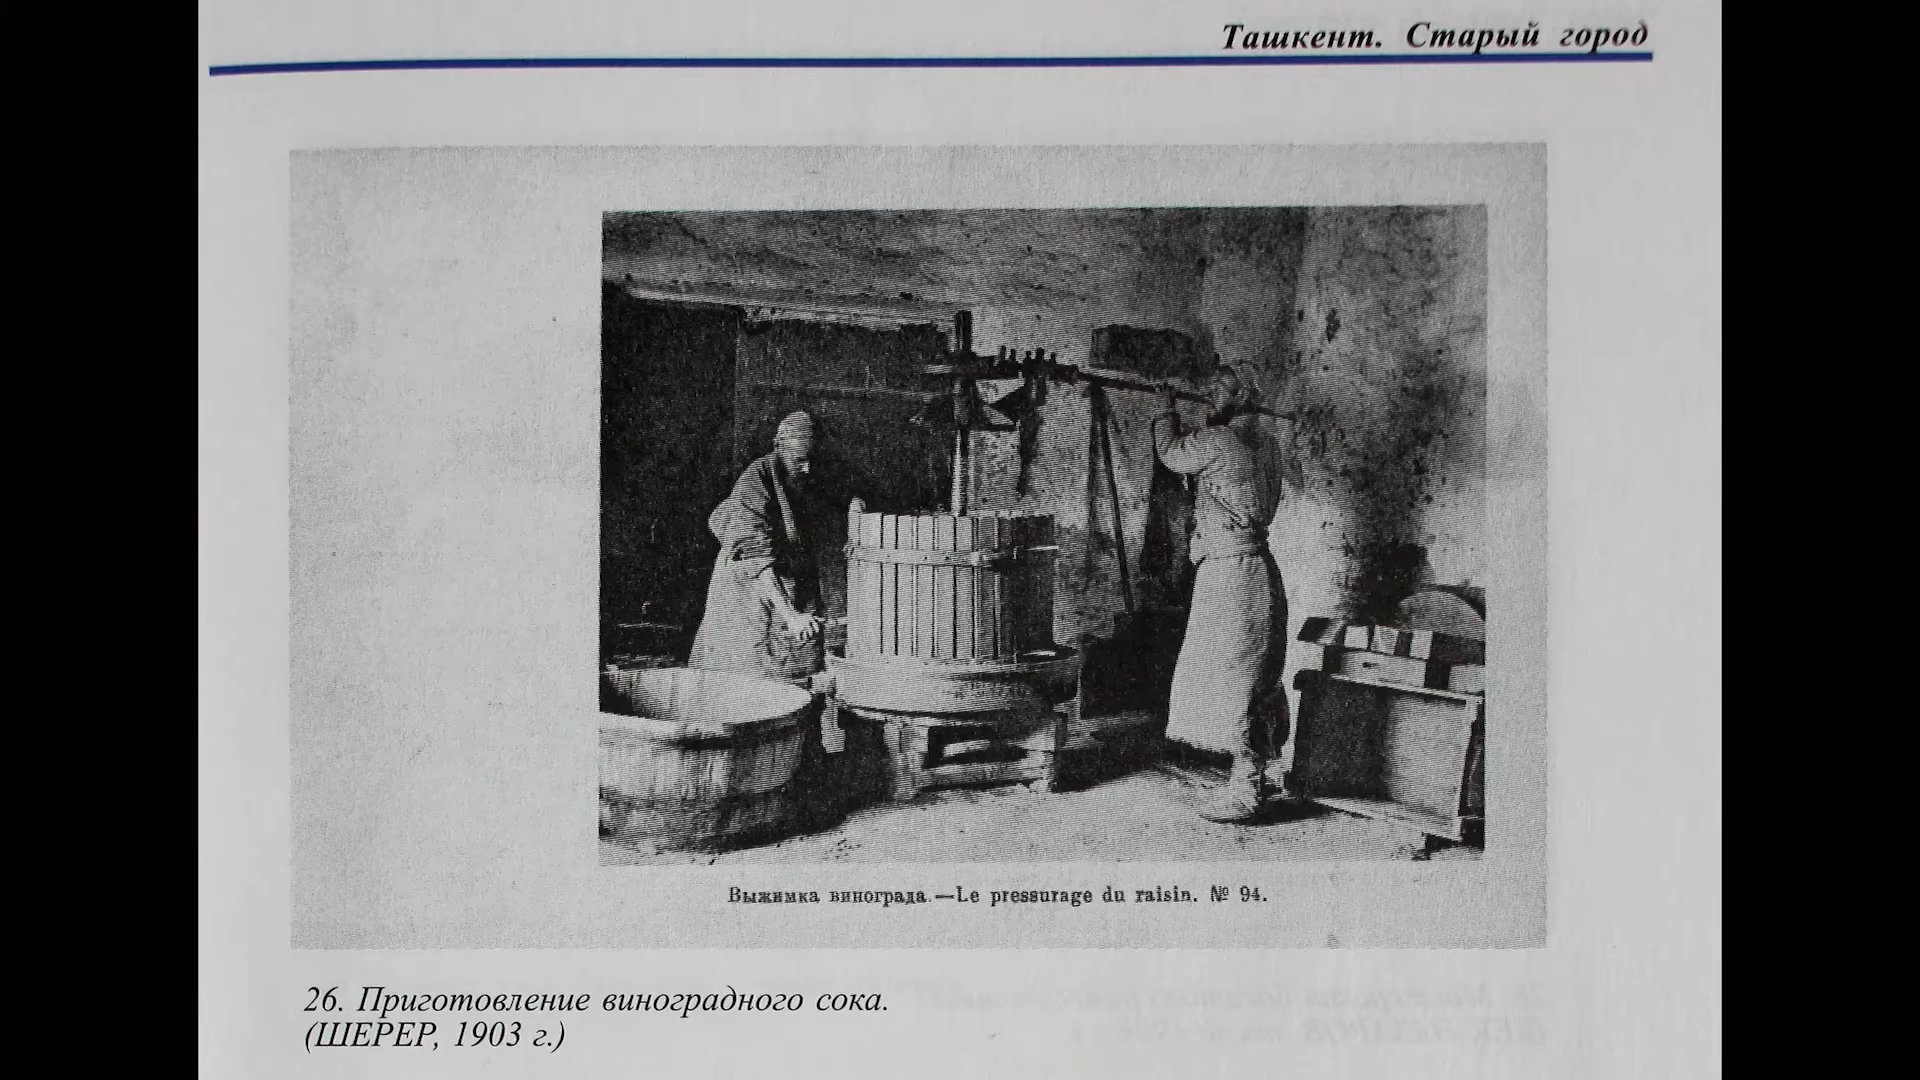 Ташкент. Старый город
Выжимка винограда.—Le pressurage du raisin. № 94.
26. Приготовление виноградного сока.
(ШЕРЕР, 1903 г.)